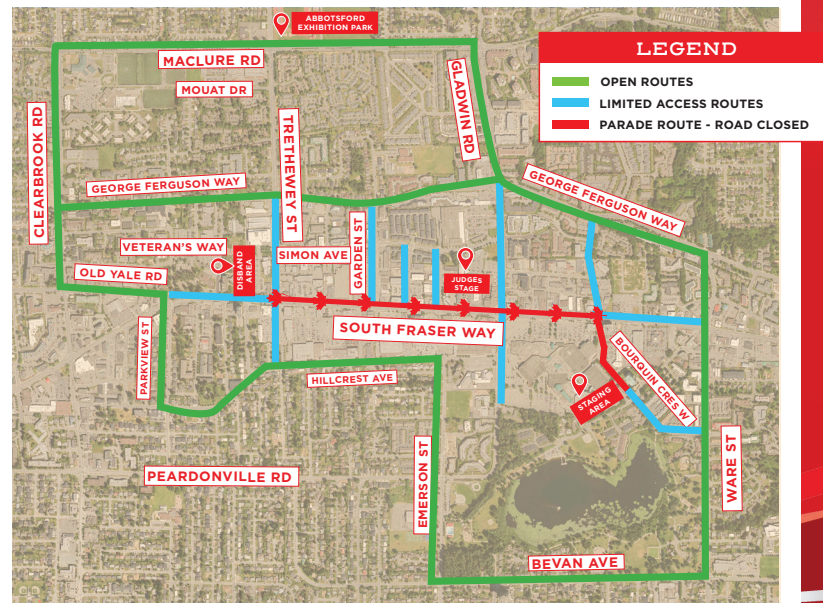 ABBOTSFORD
EXHIBITION PARK
MACLURE RD
MOUAT DR
CLEARBROOK RD
TRETHEWEY ST
GLADWIN RD
LEGEND
OPEN ROUTES
LIMITED ACCESS ROUTES
PARADE ROUTE - ROAD CLOSED
GEORGE FERGUSON WAY
GEORGE FERGUSON WAY
VETERAN'S WAY
SIMON AVE
GARDEN ST
OLD YALE RD
DISBAND
AREA
JUDGES
STAGE
PARKVIEW ST
SOUTH FRASER WAY
BOURQUIN CRES W
HILLCREST AVE
STAGING
AREA
EMERSON ST
WARE ST
PEARDONVILLE RD
BEVAN AVE